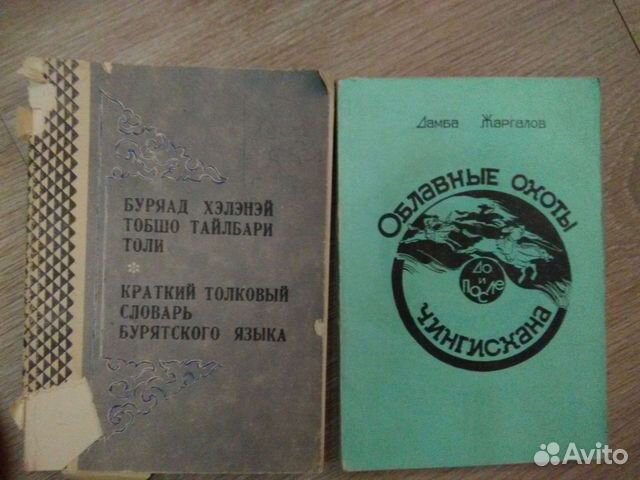 БУРЯАД ХЭЛЭНЭЙ
ТОБШО ТАЙЛБАРИ
ТОЛИ
*
КРАТКИЙ ТОЛКОВЫЙ
СЛОВАРЬ
БУРЯТСКОГО ЯЗЫКА
Дамба Жаргалов
Облавные охоты
До
и
После
Чингисхана
Avito